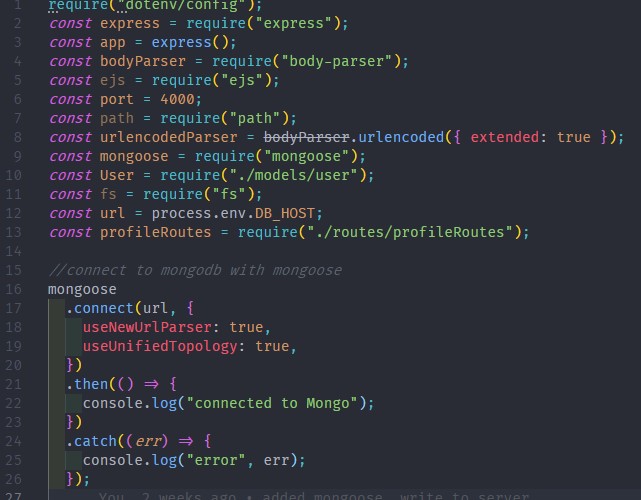 1 require("dotenv/config");
2 const express = require("express");
3 const app = express();
4 const bodyParser = require("body-parser");
5 const ejs = require("ejs");
6 const port = 4000;
7 const path = require("path");
8 const urlencodedParser = bodyParser.urlencoded({ extended: true });
9 const mongoose = require("mongoose");
10 const User = require("./models/user");
11 const fs = require("fs");
12 const url = process.env.DB_HOST;
13 const profileRoutes = require("./routes/profileRoutes");
14
15 //connect to mongodb with mongoose
16 mongoose
17 .connect(url, {
18 useNewUrlParser: true,
19 useUnifiedTopology: true,
20 })
21 .then(() => {
22 console.log("connected to Mongo");
23 })
24 .catch((err) => {
25 console.log("error", err);
26 });
27 You, 2 weeks ago • added mongoose, write to server